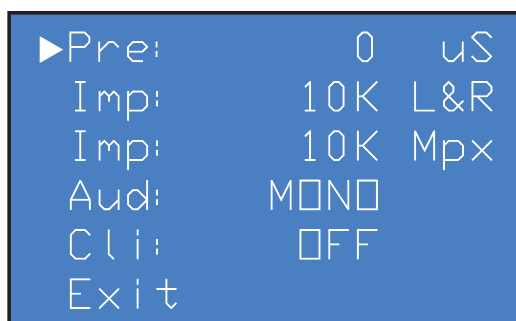 ▶Pre: 0 uS
Imp: 10K L&R
Imp: 10K Mpx
Aud: MONO
Cli: OFF
Exit